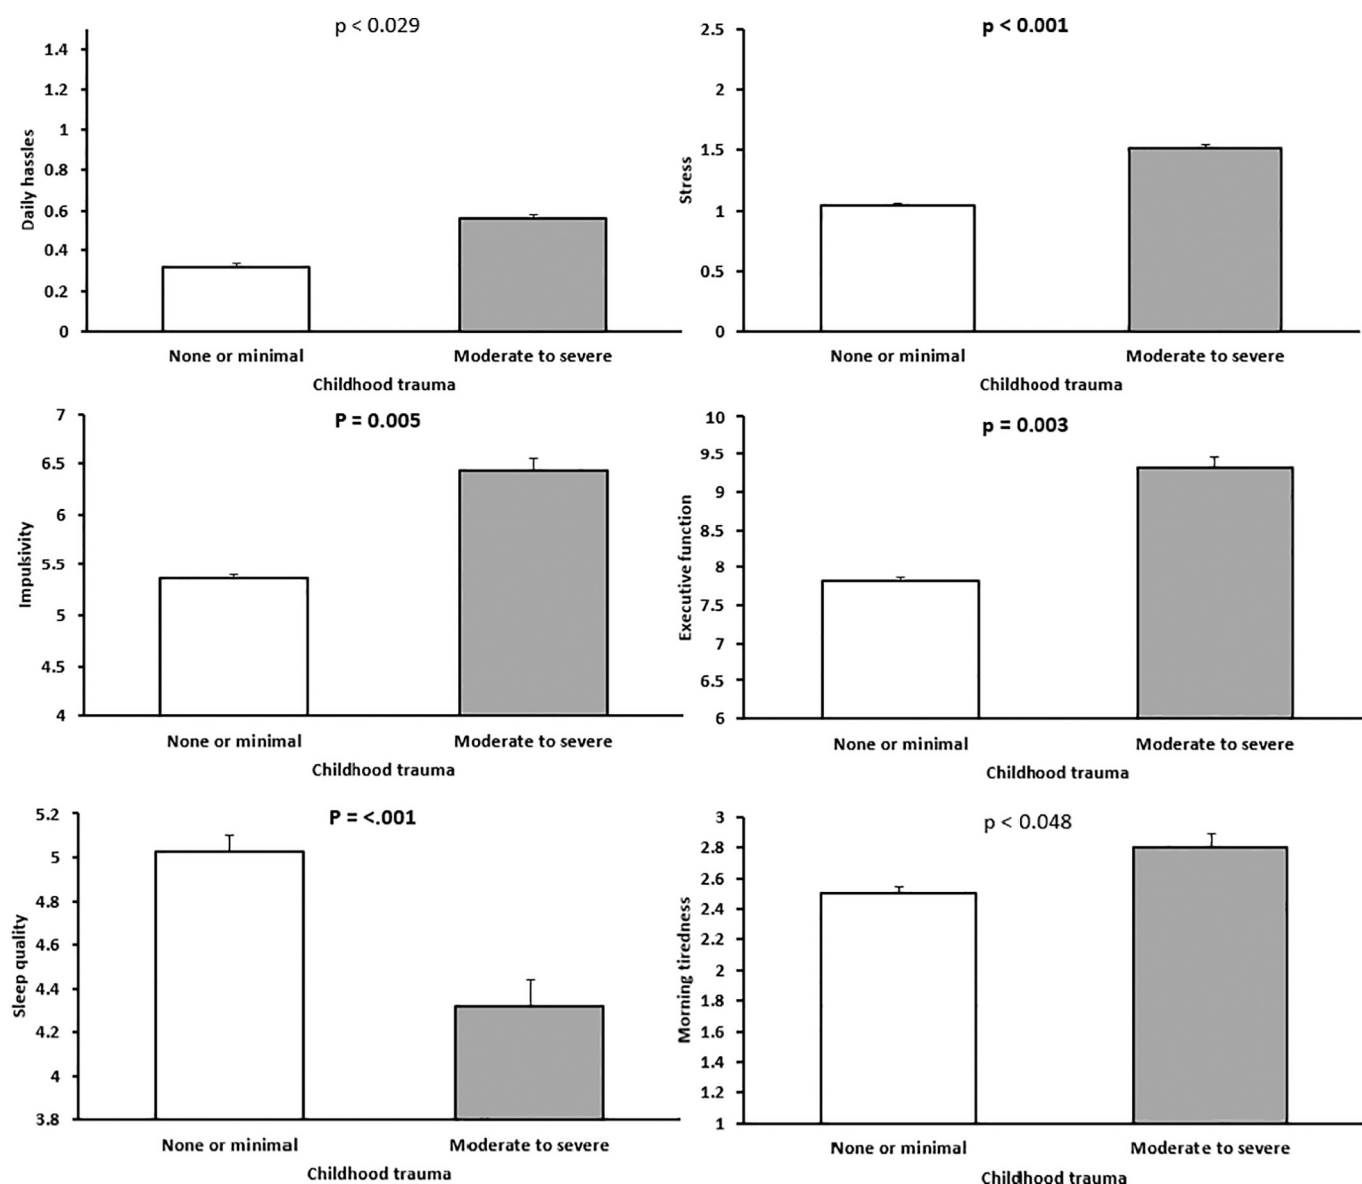 p < 0.029
Daily hassles
1.4
1.2
1
0.8
0.6
0.4
0.2
0
None or minimal Moderate to severe
Childhood trauma
p < 0.001
Stress
2.5
2
1.5
1
0.5
0
None or minimal Moderate to severe
Childhood trauma
P = 0.005
Impulsivity
7
6.5
6
5.5
5
4.5
4
None or minimal Moderate to severe
Childhood trauma
p = 0.003
Executive function
10
9.5
9
8.5
8
7.5
7
6.5
6
None or minimal Moderate to severe
Childhood trauma
P = <.001
Sleep quality
5.2
5
4.8
4.6
4.4
4.2
4
3.8
None or minimal Moderate to severe
Childhood trauma
p < 0.048
Morning tiredness
3
2.8
2.6
2.4
2.2
2
1.8
1.6
1.4
1.2
1
None or minimal Moderate to severe
Childhood trauma